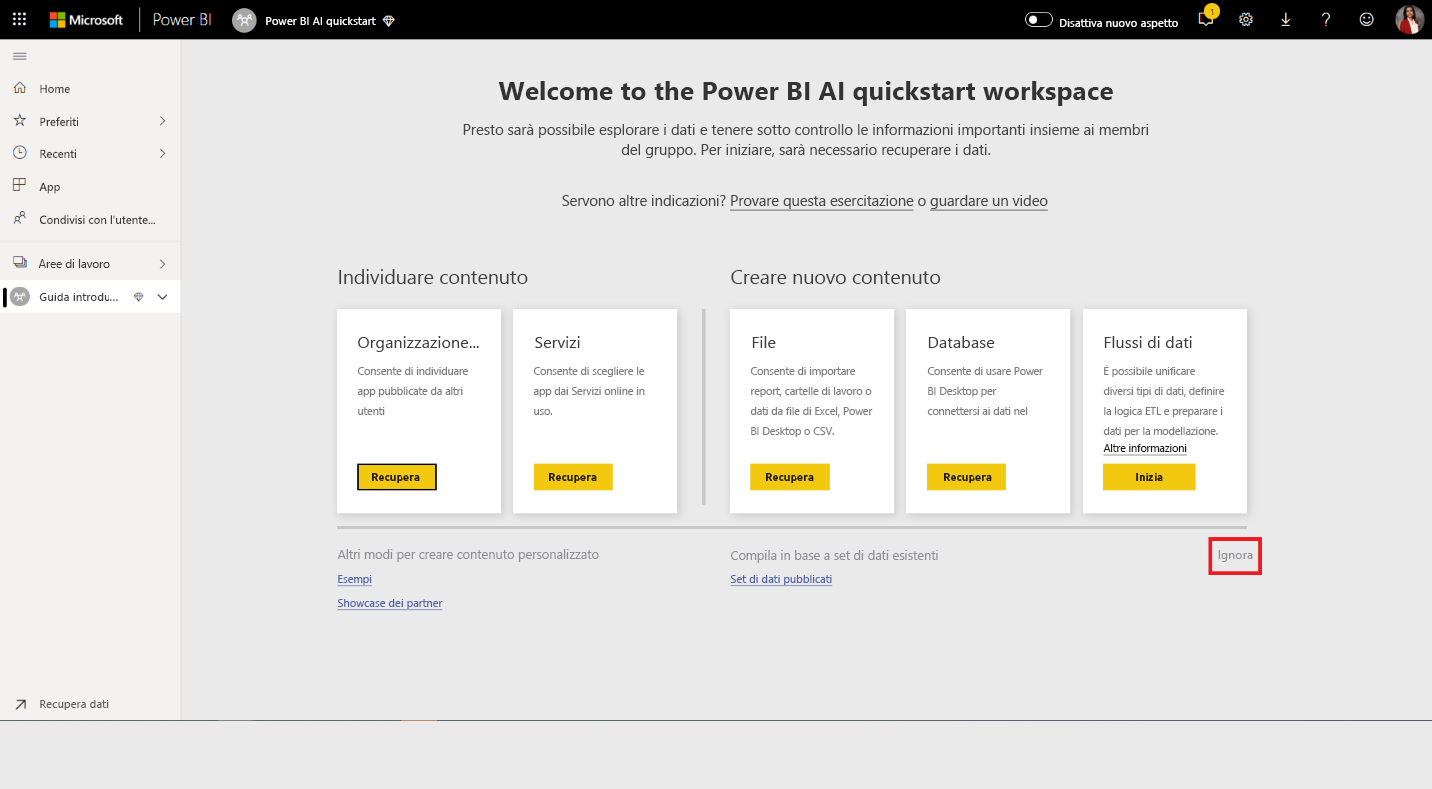 Microsoft
Power BI
Power BI AI quickstart
Disattiva nuovo aspetto
1
Home
Preferiti
Recenti
App
Condivisi con l'utente...
Aree di lavoro
Guida introdu...
Recupera dati
Welcome to the Power BI AI quickstart workspace
Presto sarà possibile esplorare i dati e tenere sotto controllo le informazioni importanti insieme ai membri
del gruppo. Per iniziare, sarà necessario recuperare i dati.
Servono altre indicazioni? Provare questa esercitazione o guardare un video
Individuare contenuto
Organizzazione...
Consente di individuare
app pubblicate da altri
utenti
Recupera
Servizi
Consente di scegliere le
app dai Servizi online in
uso.
Recupera
Creare nuovo contenuto
File
Consente di importare
report, cartelle di lavoro o
dati da file di Excel, Power
BI Desktop o CSV.
Recupera
Database
Consente di usare Power
BI Desktop per
connettersi ai dati nel
Recupera
Flussi di dati
È possibile unificare
diversi tipi di dati, definire
la logica ETL e preparare i
dati per la modellazione.
Altre informazioni
Inizia
Altri modi per creare contenuto personalizzato
Esempi
Showcase dei partner
Compila in base a set di dati esistenti
Set di dati pubblicati
Ignora